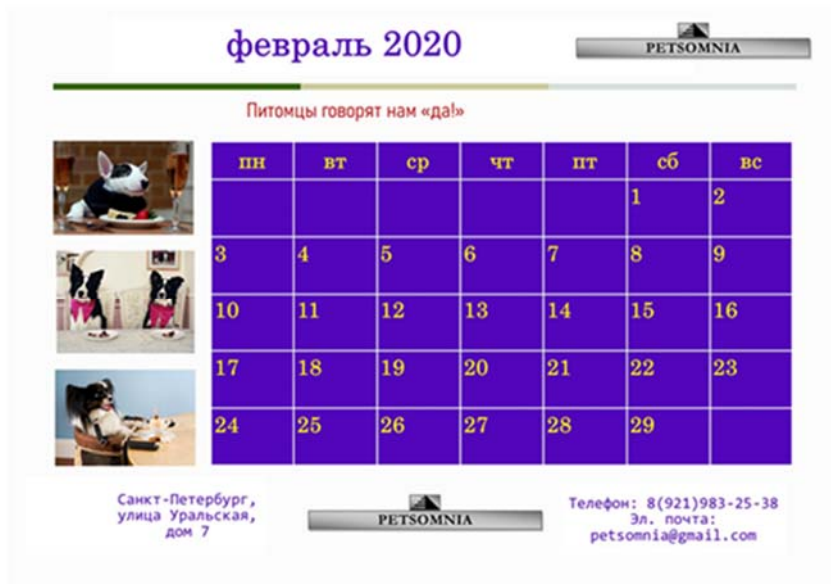 февраль 2020
PETSOMNIA
Питомцы говорят нам «да!»
пн вт ср чт пт сб вс
1 2
3 4 5 6 7 8 9
10 11 12 13 14 15 16
17 18 19 20 21 22 23
24 25 26 27 28 29
Санкт-Петербург,
улица Уральская,
дом 7
PETSOMNIA
Телефон: 8(921)983-25-38
Эл. почта:
petsomnia@gmail.com